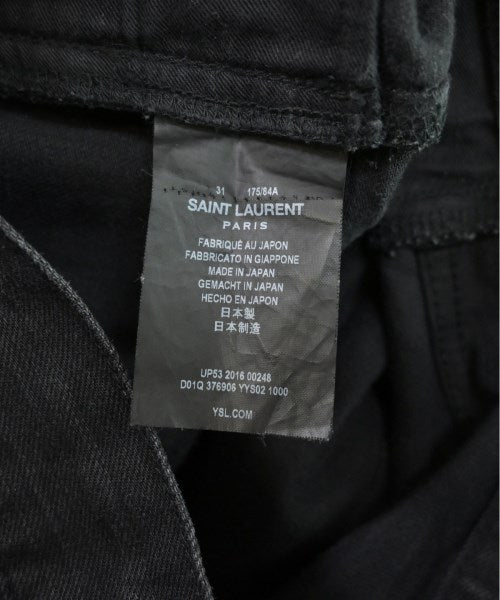 31 175/84A
SAINT LAURENT
PARIS
FABRIQUÉ AU JAPON
FABBRICATO IN GIAPPONE
MADE IN JAPAN
GEMACHT IN JAPAN
HECHO EN JAPON
日本製
日本制造
UP53 2016 00248
D01Q 376906 YYS02 1000
YSL.COM